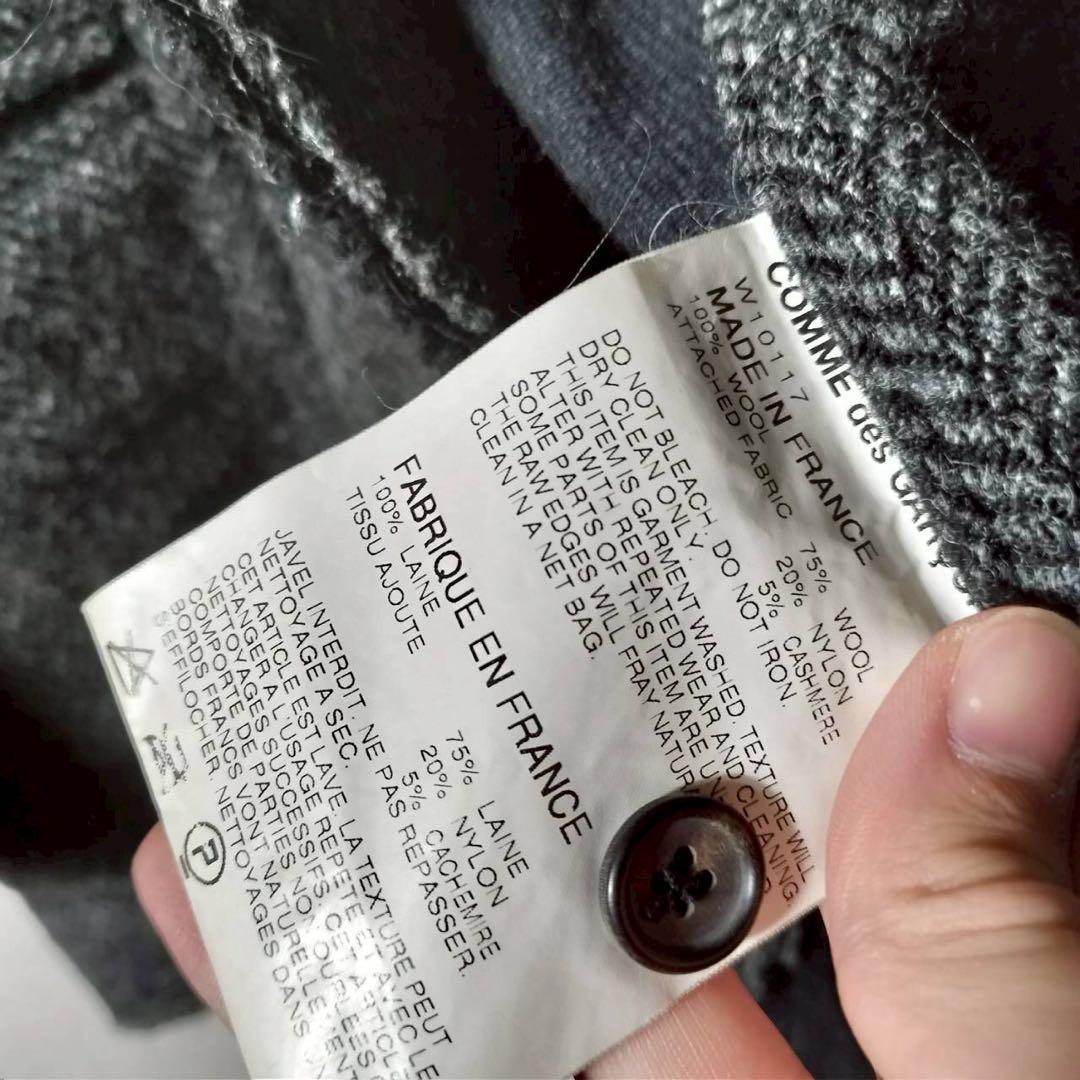 COMME des
W10117
MADE IN FRANCE
100% WOOL 75% WOOL
ATTACHED FABRIC 20% NYLON
5% CASHMERE
DO NOT BLEACH. DO NOT IRON.
DRY CLEAN ONLY.
THIS ITEM IS GARMENT WASHED. TEXTURE WILL
ALTER WITH REPEATED WEAR AND CLEANING.
SOME PARTS OF THIS ITEM ARE
THE RAW EDGES WILL FRAY
CLEAN IN A NET BAG.
FABRIQUE EN FRANCE
100% LAINE 75% LAINE
TISSU AJOUTE 20% NYLON
5% CACHEMIRE
JAVEL INTERDIT. NE PAS REPASSER.
NETTOYAGE A SEC.
CET ARTICLE EST LAVE. LA TEXTURE PEUT
CHANGER A L'USAGE REPETE ET AVEC LE
NETTOYAGES SUCCESSIFS. CET
COMPORTE DE PARTIES NO
BORDS FRANCS VONT NATURELLEMENT
S'EFFILOCHER. NETTOYAGES DANS
P